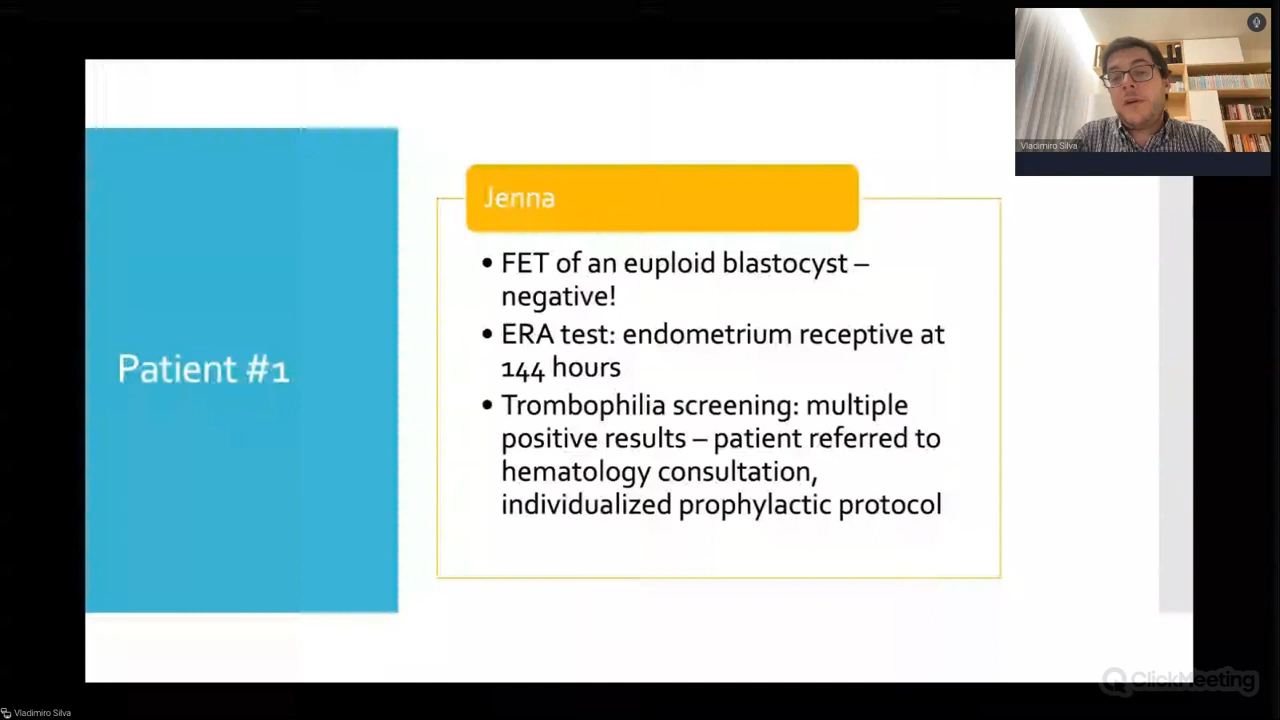 Vladimiro Silva
Jenna
• FET of an euploid blastocyst –
negative!
• ERA test: endometrium receptive at
144 hours
• Trombophilia screening: multiple
positive results – patient referred to
hematology consultation,
individualized prophylactic protocol
Patient #1
ClickMeeting
Vladimiro Silva